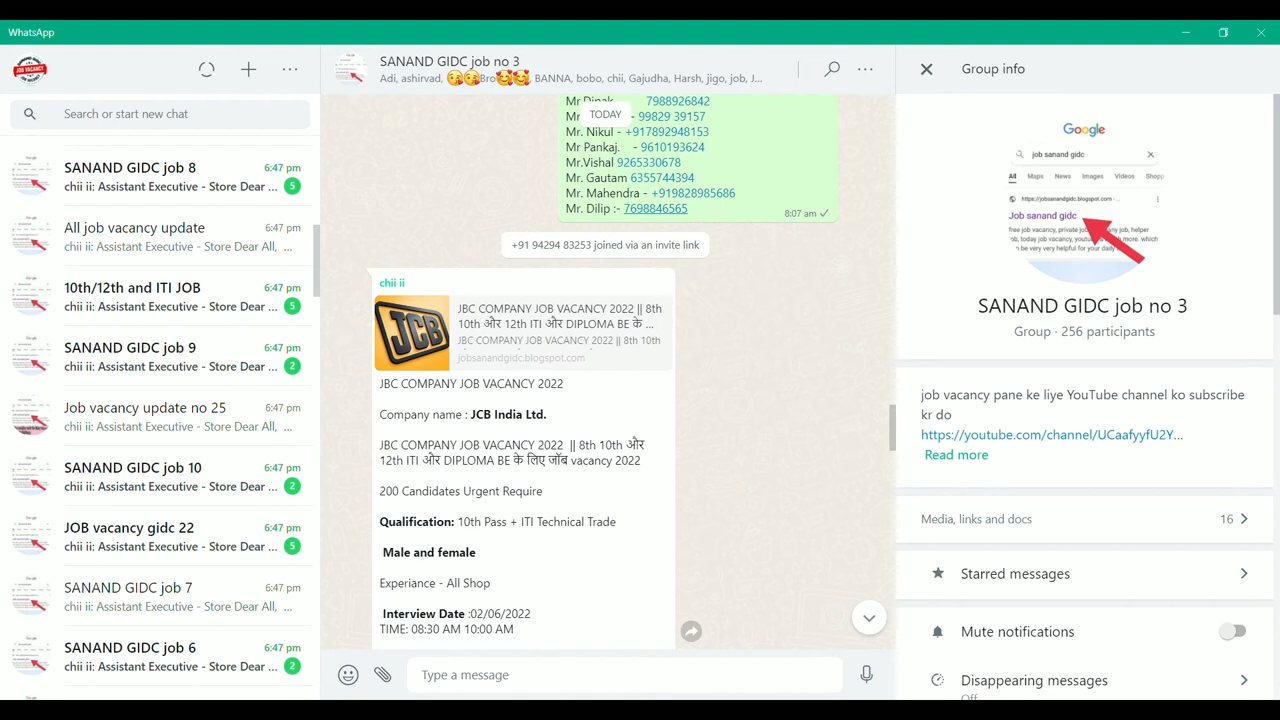 WhatsApp
JOB VACANCY
Search or start new chat
SANAND GIDC job 8
6:47 pm
chii ii: Assistant Executive - Store Dear ...
5
All job vacancy update
6:47 pm
chii ii: Assistant Executive - Store Dear All, ...
10th/12th and ITI JOB
6:47 pm
chii ii: Assistant Executive - Store Dear ...
5
SANAND GIDC job 9
6:47 pm
chii ii: Assistant Executive - Store Dear ...
2
Job vacancy update no 25
6:47 pm
chii ii: Assistant Executive - Store Dear All, ...
SANAND GIDC job 10
6:47 pm
chii ii: Assistant Executive - Store Dear ...
2
JOB vacancy gidc 22
6:47 pm
chii ii: Assistant Executive - Store Dear ...
5
SANAND GIDC job 7
6:47 pm
chii ii: Assistant Executive - Store Dear All, ...
SANAND GIDC job 6
6:47 pm
chii ii: Assistant Executive - Store Dear ...
2
SANAND GIDC job no 3
Adi, ashirvad, 😘😘Bro🥰🥰, BANNA, bobo, chii, Gajudha, Harsh, jigo, job, J...
Mr Dipak 7988926842
TODAY
- 99829 39157
Mr. Nikul - +917892948153
Mr Pankaj. - 9610193624
Mr.Vishal 9265330678
Mr. Gautam 6355744394
Mr. Mahendra - +919828985686
Mr. Dilip :- 7698846565
8:07 am
+91 94294 83253 joined via an invite link
chii ii
JCB
JBC COMPANY JOB VACANCY 2022 || 8th
10th और 12th ITI और DIPLOMA BE के ...
JBC COMPANY JOB VACANCY 2022 || 8th 10th
jobsanandgidc.blogspot.com
JBC COMPANY JOB VACANCY 2022
Company name : JCB India Ltd.
JBC COMPANY JOB VACANCY 2022 || 8th 10th और
12th ITI और DIPLOMA BE के लिए जॉब vacancy 2022
200 Candidates Urgent Require
Qualification: 10th Pass + ITI Technical Trade
Male and female
Experiance - All Shop
Interview Date :02/06/2022
TIME: 08:30 AM 10:00 AM
Type a message
Group info
Google
job sanand gidc
All Maps News Images Videos Shopp
https://jobsanandgidc.blogspot.com › ...
Job sanand gidc
SANAND GIDC job no 3
Group · 256 participants
job vacancy pane ke liye YouTube channel ko subscribe
kr do
https://youtube.com/channel/UCaafyyfU2Y...
Read more
Media, links and docs
16
Starred messages
Mute notifications
Disappearing messages
Off